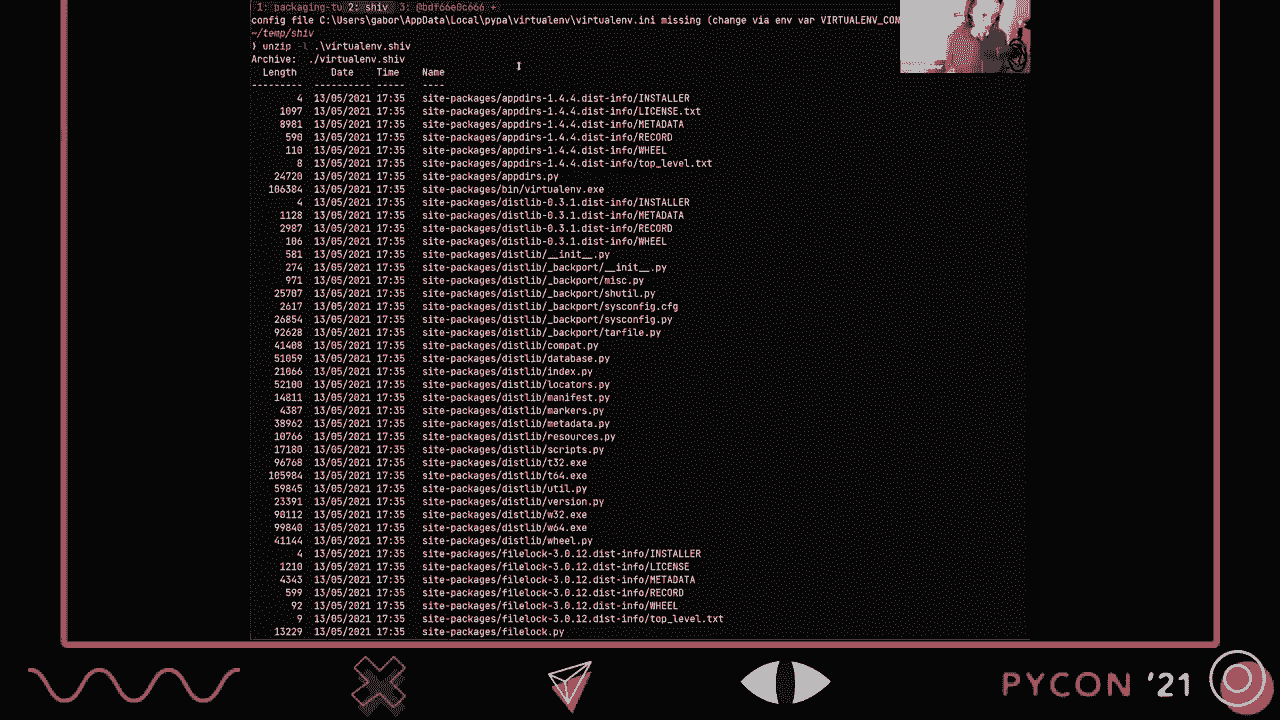 1: packaging-tu 2: shiv 3: @bdf66e0c666 +
config file C:\Users\gabor\AppData\Local\pypa\virtualenv\virtualenv.ini missing (change via env var VIRTUALENV_CON
~/temp/shiv
❯ unzip -l .\virtualenv.shiv
Archive:  ./virtualenv.shiv
Length Date Time Name
--------- ---------- ----- ----
4 13/05/2021 17:35 site-packages/appdirs-1.4.4.dist-info/INSTALLER
1097 13/05/2021 17:35 site-packages/appdirs-1.4.4.dist-info/LICENSE.txt
8981 13/05/2021 17:35 site-packages/appdirs-1.4.4.dist-info/METADATA
590 13/05/2021 17:35 site-packages/appdirs-1.4.4.dist-info/RECORD
110 13/05/2021 17:35 site-packages/appdirs-1.4.4.dist-info/WHEEL
8 13/05/2021 17:35 site-packages/appdirs-1.4.4.dist-info/top_level.txt
24720 13/05/2021 17:35 site-packages/appdirs.py
106384 13/05/2021 17:35 site-packages/bin/virtualenv.exe
4 13/05/2021 17:35 site-packages/distlib-0.3.1.dist-info/INSTALLER
1128 13/05/2021 17:35 site-packages/distlib-0.3.1.dist-info/METADATA
2987 13/05/2021 17:35 site-packages/distlib-0.3.1.dist-info/RECORD
106 13/05/2021 17:35 site-packages/distlib-0.3.1.dist-info/WHEEL
581 13/05/2021 17:35 site-packages/distlib/__init__.py
274 13/05/2021 17:35 site-packages/distlib/_backport/__init__.py
971 13/05/2021 17:35 site-packages/distlib/_backport/misc.py
25707 13/05/2021 17:35 site-packages/distlib/_backport/shutil.py
2617 13/05/2021 17:35 site-packages/distlib/_backport/sysconfig.cfg
26854 13/05/2021 17:35 site-packages/distlib/_backport/sysconfig.py
92628 13/05/2021 17:35 site-packages/distlib/_backport/tarfile.py
41408 13/05/2021 17:35 site-packages/distlib/compat.py
51059 13/05/2021 17:35 site-packages/distlib/database.py
21066 13/05/2021 17:35 site-packages/distlib/index.py
52100 13/05/2021 17:35 site-packages/distlib/locators.py
14811 13/05/2021 17:35 site-packages/distlib/manifest.py
4387 13/05/2021 17:35 site-packages/distlib/markers.py
38962 13/05/2021 17:35 site-packages/distlib/metadata.py
10766 13/05/2021 17:35 site-packages/distlib/resources.py
17180 13/05/2021 17:35 site-packages/distlib/scripts.py
96768 13/05/2021 17:35 site-packages/distlib/t32.exe
105984 13/05/2021 17:35 site-packages/distlib/t64.exe
59845 13/05/2021 17:35 site-packages/distlib/util.py
23391 13/05/2021 17:35 site-packages/distlib/version.py
90112 13/05/2021 17:35 site-packages/distlib/w32.exe
99840 13/05/2021 17:35 site-packages/distlib/w64.exe
41144 13/05/2021 17:35 site-packages/distlib/wheel.py
4 13/05/2021 17:35 site-packages/filelock-3.0.12.dist-info/INSTALLER
1210 13/05/2021 17:35 site-packages/filelock-3.0.12.dist-info/LICENSE
4343 13/05/2021 17:35 site-packages/filelock-3.0.12.dist-info/METADATA
599 13/05/2021 17:35 site-packages/filelock-3.0.12.dist-info/RECORD
92 13/05/2021 17:35 site-packages/filelock-3.0.12.dist-info/WHEEL
9 13/05/2021 17:35 site-packages/filelock-3.0.12.dist-info/top_level.txt
13229 13/05/2021 17:35 site-packages/filelock.py
PYCON '21